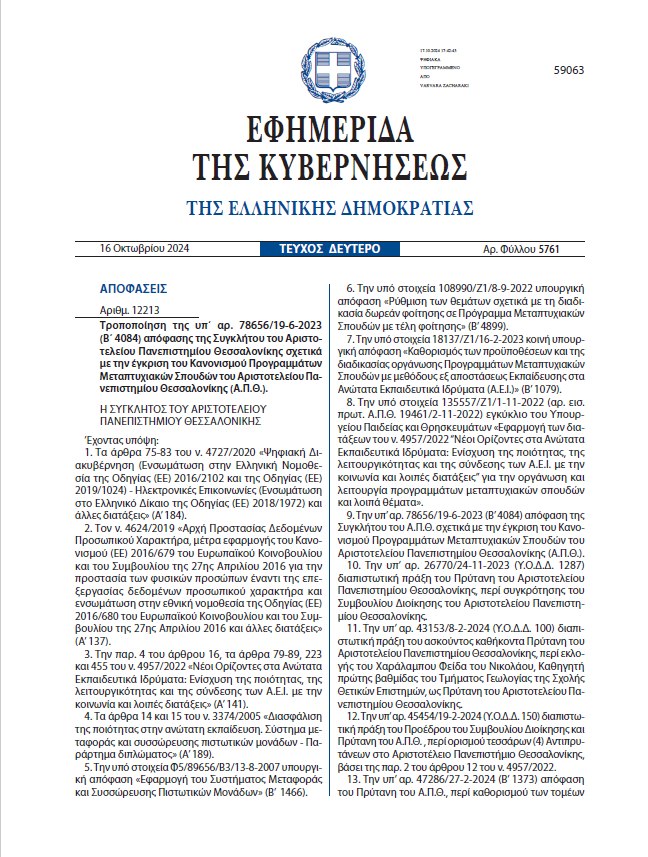 17.10.2024 13:42:43
ΨΗΦΙΑΚΑ
ΥΠΟΓΕΓΡΑΜΜΕΝΟ
ΑΠΟ
VARVARA ZACHARAKI
59063
ΕΦΗΜΕΡΙΔΑ
ΤΗΣ ΚΥΒΕΡΝΗΣΕΩΣ
ΤΗΣ ΕΛΛΗΝΙΚΗΣ ΔΗΜΟΚΡΑΤΙΑΣ
16 Οκτωβρίου 2024 ΤΕΥΧΟΣ ΔΕΥΤΕΡΟ Αρ. Φύλλου 5761
ΑΠΟΦΑΣΕΙΣ
Αριθμ. 12213
Τροποποίηση της υπ’ αρ. 78656/19-6-2023
(Β΄ 4084) απόφασης της Συγκλήτου του Αριστο-
τελείου Πανεπιστημίου Θεσσαλονίκης σχετικά
με την έγκριση του Κανονισμού Προγραμμάτων
Μεταπτυχιακών Σπουδών του Αριστοτελείου Πα-
νεπιστημίου Θεσσαλονίκης (Α.Π.Θ.).
Η ΣΥΓΚΛΗΤΟΣ ΤΟΥ ΑΡΙΣΤΟΤΕΛΕΙΟΥ
ΠΑΝΕΠΙΣΤΗΜΙΟΥ ΘΕΣΣΑΛΟΝΙΚΗΣ
Έχοντας υπόψη:
1. Τα άρθρα 75-83 του ν. 4727/2020 «Ψηφιακή Δι-
ακυβέρνηση (Ενσωμάτωση στην Ελληνική Νομοθε-
σία της Οδηγίας (ΕΕ) 2016/2102 και της Οδηγίας (ΕΕ)
2019/1024) - Ηλεκτρονικές Επικοινωνίες (Ενσωμάτωση
στο Ελληνικό Δίκαιο της Οδηγίας (ΕΕ) 2018/1972) και
άλλες διατάξεις» (Α’ 184).
2. Τον ν. 4624/2019 «Αρχή Προστασίας Δεδομένων
Προσωπικού Χαρακτήρα, μέτρα εφαρμογής του Κανο-
νισμού (ΕΕ) 2016/679 του Ευρωπαϊκού Κοινοβουλίου
και του Συμβουλίου της 27ης Απριλίου 2016 για την
προστασία των φυσικών προσώπων έναντι της επε-
ξεργασίας δεδομένων προσωπικού χαρακτήρα και
ενσωμάτωση στην εθνική νομοθεσία της Οδηγίας (ΕΕ)
2016/680 του Ευρωπαϊκού Κοινοβουλίου και του Συμ-
βουλίου της 27ης Απριλίου 2016 και άλλες διατάξεις»
(Α’ 137).
3. Την παρ. 4 του άρθρου 16, τα άρθρα 79-89, 223
και 455 του ν. 4957/2022 «Νέοι Ορίζοντες στα Ανώτατα
Εκπαιδευτικά Ιδρύματα: Ενίσχυση της ποιότητας, της
λειτουργικότητας και της σύνδεσης των Α.Ε.Ι. με την
κοινωνία και λοιπές διατάξεις» (Α’ 141).
4. Τα άρθρα 14 και 15 του ν. 3374/2005 «Διασφάλιση
της ποιότητας στην ανώτατη εκπαίδευση. Σύστημα με-
ταφοράς και συσσώρευσης πιστωτικών μονάδων - Πα-
ράρτημα διπλώματος» (Α’ 189).
5. Την υπό στοιχεία Φ5/89656/Β3/13-8-2007 υπουργι-
κή απόφαση «Εφαρμογή του Συστήματος Μεταφοράς
και Συσσώρευσης Πιστωτικών Μονάδων» (Β’ 1466).
6. Την υπό στοιχεία 108990/Ζ1/8-9-2022 υπουργική
απόφαση «Ρύθμιση των θεμάτων σχετικά με τη διαδι-
κασία δωρεάν φοίτησης σε Πρόγραμμα Μεταπτυχιακών
Σπουδών με τέλη φοίτησης» (Β’ 4899).
7. Την υπό στοιχεία 18137/Ζ1/16-2-2023 κοινή υπουρ-
γική απόφαση «Καθορισμός των προϋποθέσεων και της
διαδικασίας οργάνωσης Προγραμμάτων Μεταπτυχιακών
Σπουδών με μεθόδους εξ αποστάσεως Εκπαίδευσης στα
Ανώτατα Εκπαιδευτικά Ιδρύματα (Α.Ε.Ι.)» (Β’ 1079).
8. Την υπό στοιχεία 135557/Ζ1/1-11-2022 (αρ. εισ.
πρωτ. Α.Π.Θ. 19461/2-11-2022) εγκύκλιο του Υπουρ-
γείου Παιδείας και Θρησκευμάτων «Εφαρμογή των δια-
τάξεων του ν. 4957/2022 “Νέοι Ορίζοντες στα Ανώτατα
Εκπαιδευτικά Ιδρύματα: Ενίσχυση της ποιότητας, της
λειτουργικότητας και της σύνδεσης των Α.Ε.Ι. με την
κοινωνία και λοιπές διατάξεις” για την οργάνωση και
λειτουργία προγραμμάτων μεταπτυχιακών σπουδών
και λοιπά θέματα».
9. Την υπ’ αρ. 78656/19-6-2023 (Β’ 4084) απόφαση της
Συγκλήτου του Α.Π.Θ. σχετικά με την έγκριση του Κανο-
νισμού Προγραμμάτων Μεταπτυχιακών Σπουδών του
Αριστοτελείου Πανεπιστημίου Θεσσαλονίκης (Α.Π.Θ.).
10. Την υπ’ αρ. 26770/24-11-2023 (Υ.Ο.Δ.Δ. 1287)
διαπιστωτική πράξη του Πρύτανη του Αριστοτελείου
Πανεπιστημίου Θεσσαλονίκης, περί συγκρότησης του
Συμβουλίου Διοίκησης του Αριστοτελείου Πανεπιστη-
μίου Θεσσαλονίκης.
11. Την υπ’ αρ. 43153/8-2-2024 (Υ.Ο.Δ.Δ. 100) διαπι-
στωτική πράξη του ασκούντος καθήκοντα Πρύτανη του
Αριστοτελείου Πανεπιστημίου Θεσσαλονίκης, περί εκλο-
γής του Χαράλαμπου Φείδα του Νικολάου, Καθηγητή
πρώτης βαθμίδας του Τμήματος Γεωλογίας της Σχολής
Θετικών Επιστημών, ως Πρύτανη του Αριστοτελείου Πα-
νεπιστημίου Θεσσαλονίκης.
12. Την υπ’ αρ. 45454/19-2-2024 (Υ.Ο.Δ.Δ. 150) διαπιστω-
τική πράξη του Προέδρου του Συμβουλίου Διοίκησης και
Πρύτανη του Α.Π.Θ. , περί ορισμού τεσσάρων (4) Αντιπρυ-
τάνεων στο Αριστοτέλειο Πανεπιστήμιο Θεσσαλονίκης,
βάσει της παρ. 2 του άρθρου 12 του ν. 4957/2022.
13. Την υπ’ αρ. 47286/27-2-2024 (Β’ 1373) απόφαση
του Πρύτανη του Α.Π.Θ., περί καθορισμού των τομέων